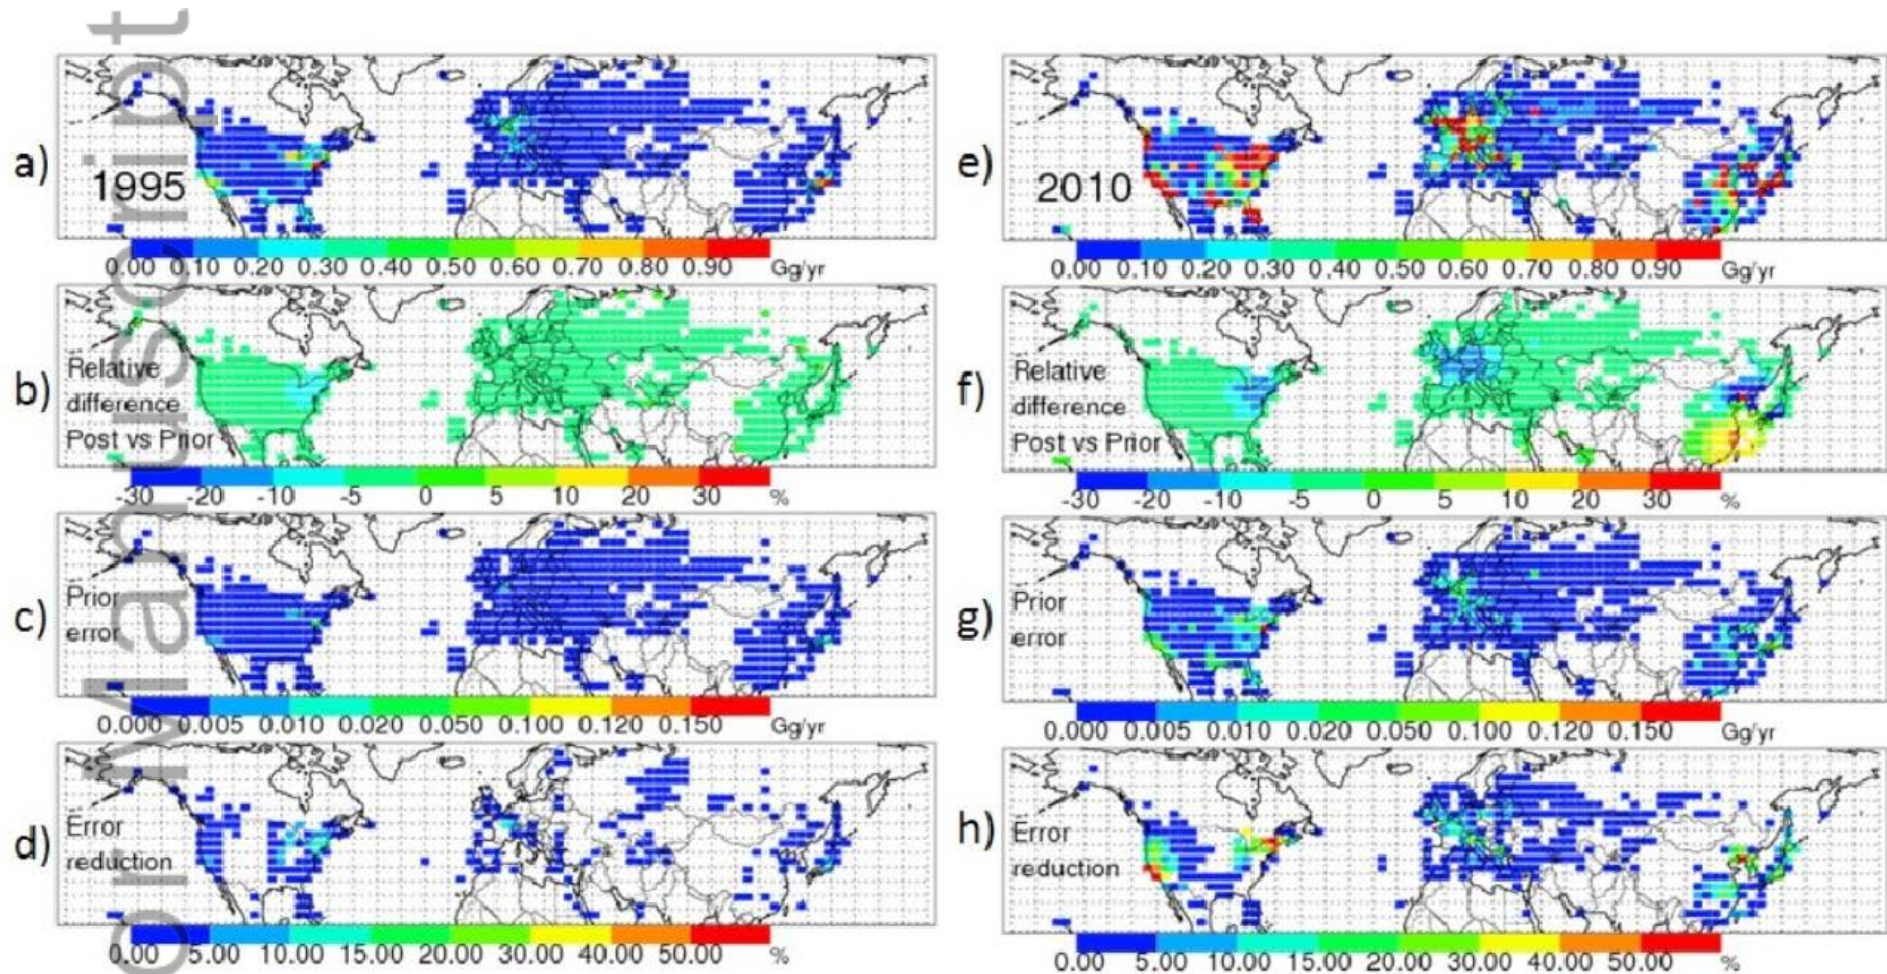 or Manuscript
a)
1995
0.00 0.10 0.20 0.30 0.40 0.50 0.60 0.70 0.80 0.90 Gg/yr
b)
Relative
difference
Post vs Prior
-30 -20 -10 -5 0 5 10 20 30 %
c)
Prior
error
0.000 0.005 0.010 0.020 0.050 0.100 0.120 0.150 Gg/yr
d)
Error
reduction
0.00 5.00 10.00 15.00 20.00 30.00 40.00 50.00 %
e)
2010
0.00 0.10 0.20 0.30 0.40 0.50 0.60 0.70 0.80 0.90 Gg/yr
f)
Relative
difference
Post vs Prior
-30 -20 -10 -5 0 5 10 20 30 %
g)
Prior
error
0.000 0.005 0.010 0.020 0.050 0.100 0.120 0.150 Gg/yr
h)
Error
reduction
0.00 5.00 10.00 15.00 20.00 30.00 40.00 50.00 %